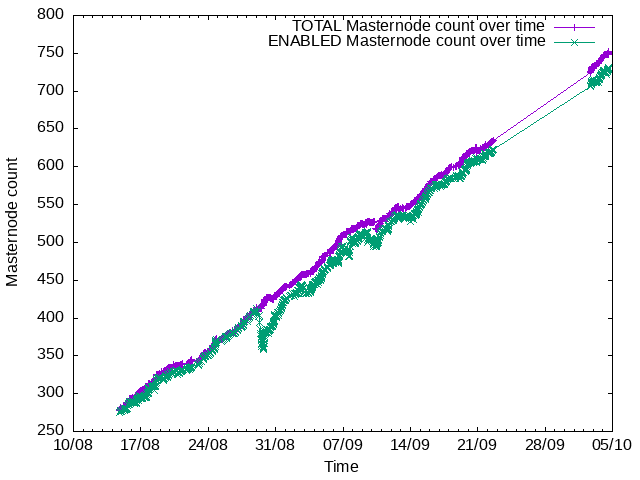 800
750
700
650
600
550
500
450
400
350
300
250
Masternode count
TOTAL Masternode count over time
ENABLED Masternode count over time
10/08 17/08 24/08 31/08 07/09 14/09 21/09 28/09 05/10
Time